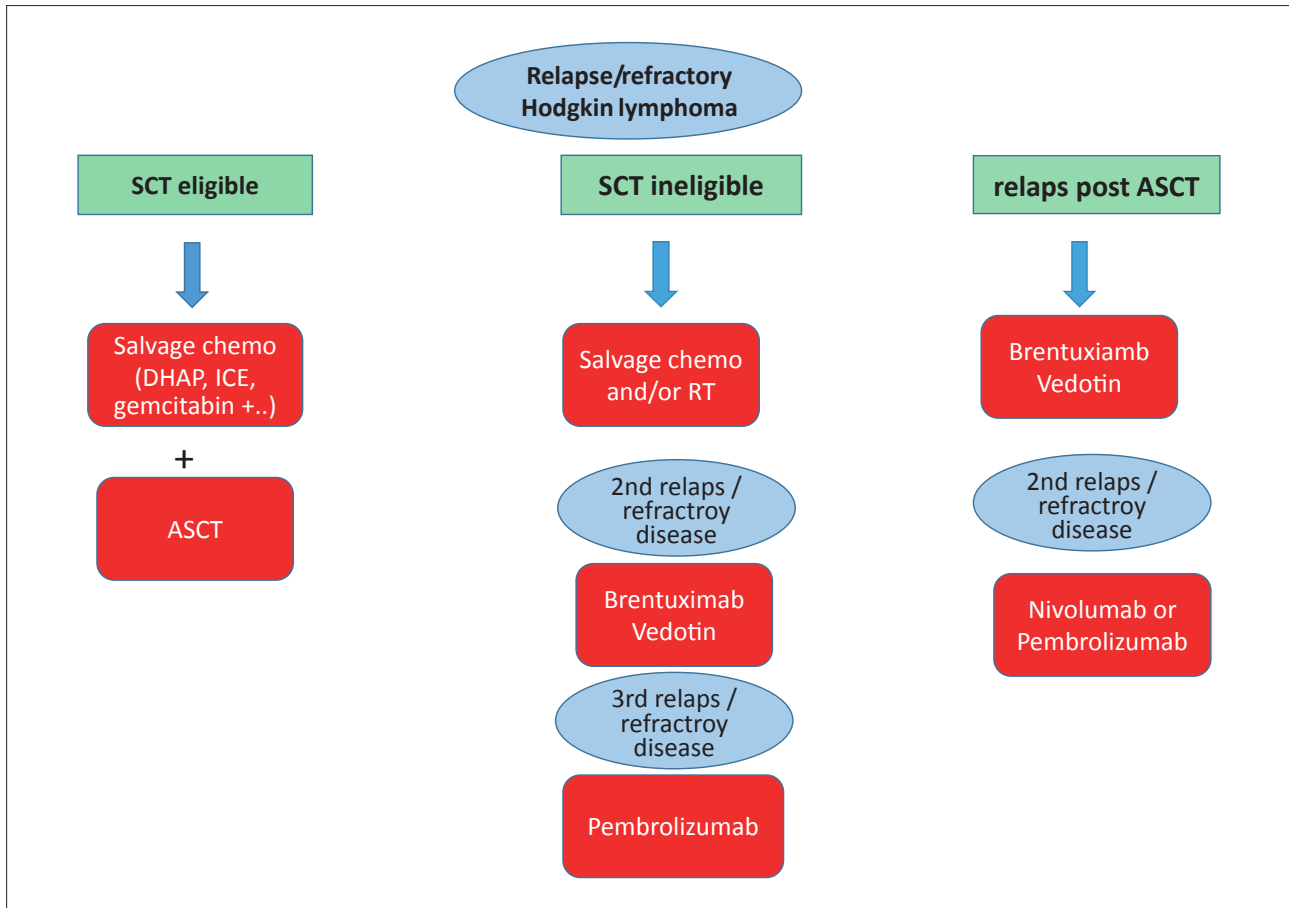 Relapse/refractory
Hodgkin lymphoma
SCT eligible
Salvage chemo
(DHAP, ICE,
gemcitabin +..)
+
ASCT
SCT ineligible
Salvage chemo
and/or RT
2nd relaps /
refractroy
disease
Brentuximab
Vedotin
3rd relaps /
refractroy
disease
Pembrolizumab
relaps post ASCT
Brentuxiamb
Vedotin
2nd relaps /
refractroy
disease
Nivolumab or
Pembrolizumab